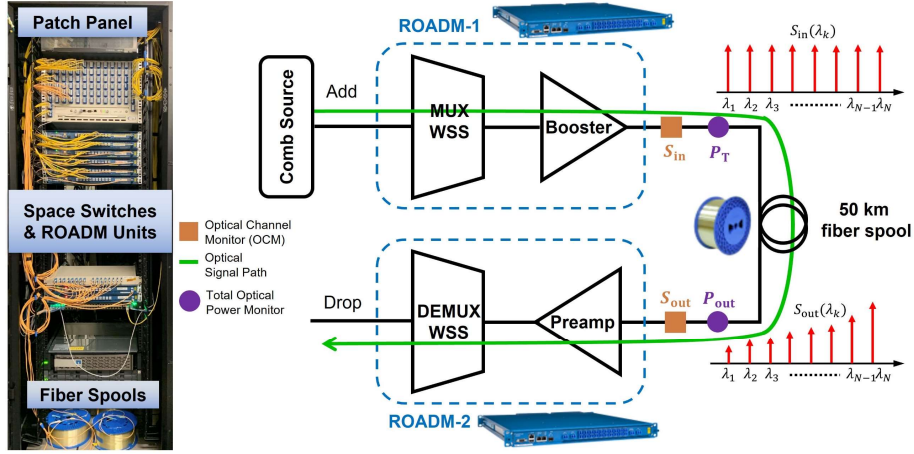 Patch Panel
Space Switches
& ROADM Units
Fiber Spools
Optical Channel
Monitor (OCM)
Optical
Signal Path
Total Optical
Power Monitor
Comb Source
Add
ROADM-1
MUX
WSS
Booster
S_in
P_T
S_in(λ_k)
λ_1 λ_2 λ_3 ········ λ_{N−1} λ_N
50 km
fiber spool
Drop
DEMUX
WSS
Preamp
S_out
P_out
ROADM-2
S_out(λ_k)
λ_1 λ_2 λ_3 ········ λ_{N−1} λ_N